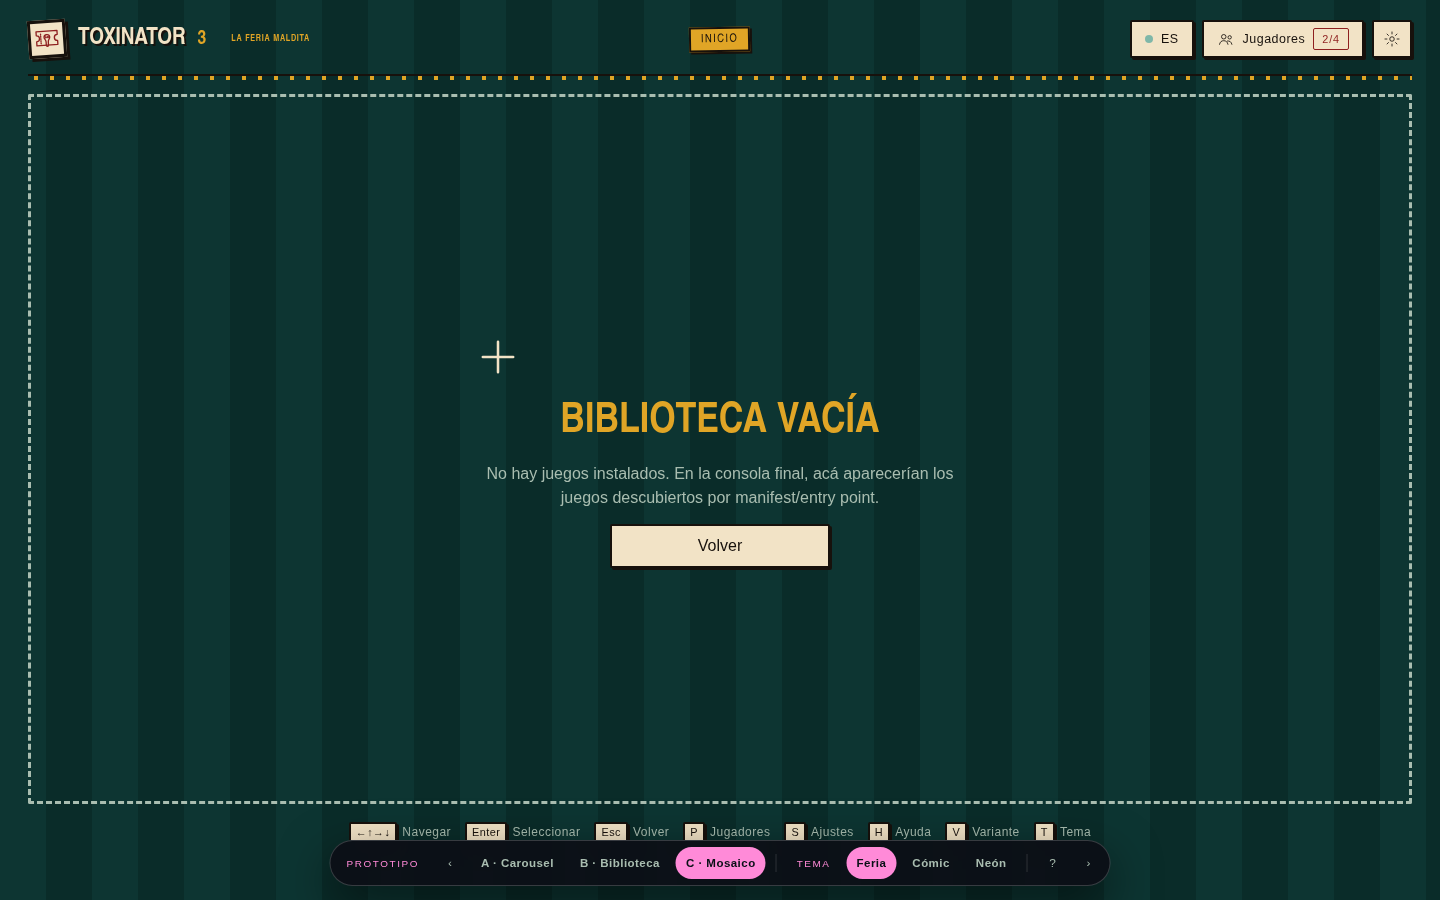 TOXINATOR 3 LA FERIA MALDITA
INICIO
ES
Jugadores 2/4
BIBLIOTECA VACÍA
No hay juegos instalados. En la consola final, acá aparecerían los
juegos descubiertos por manifest/entry point.
Volver
←↑→↓ Navegar Enter Seleccionar Esc Volver P Jugadores S Ajustes H Ayuda V Variante T Tema
PROTOTIPO ‹ A · Carousel B · Biblioteca C · Mosaico TEMA Feria Cómic Neón ? ›